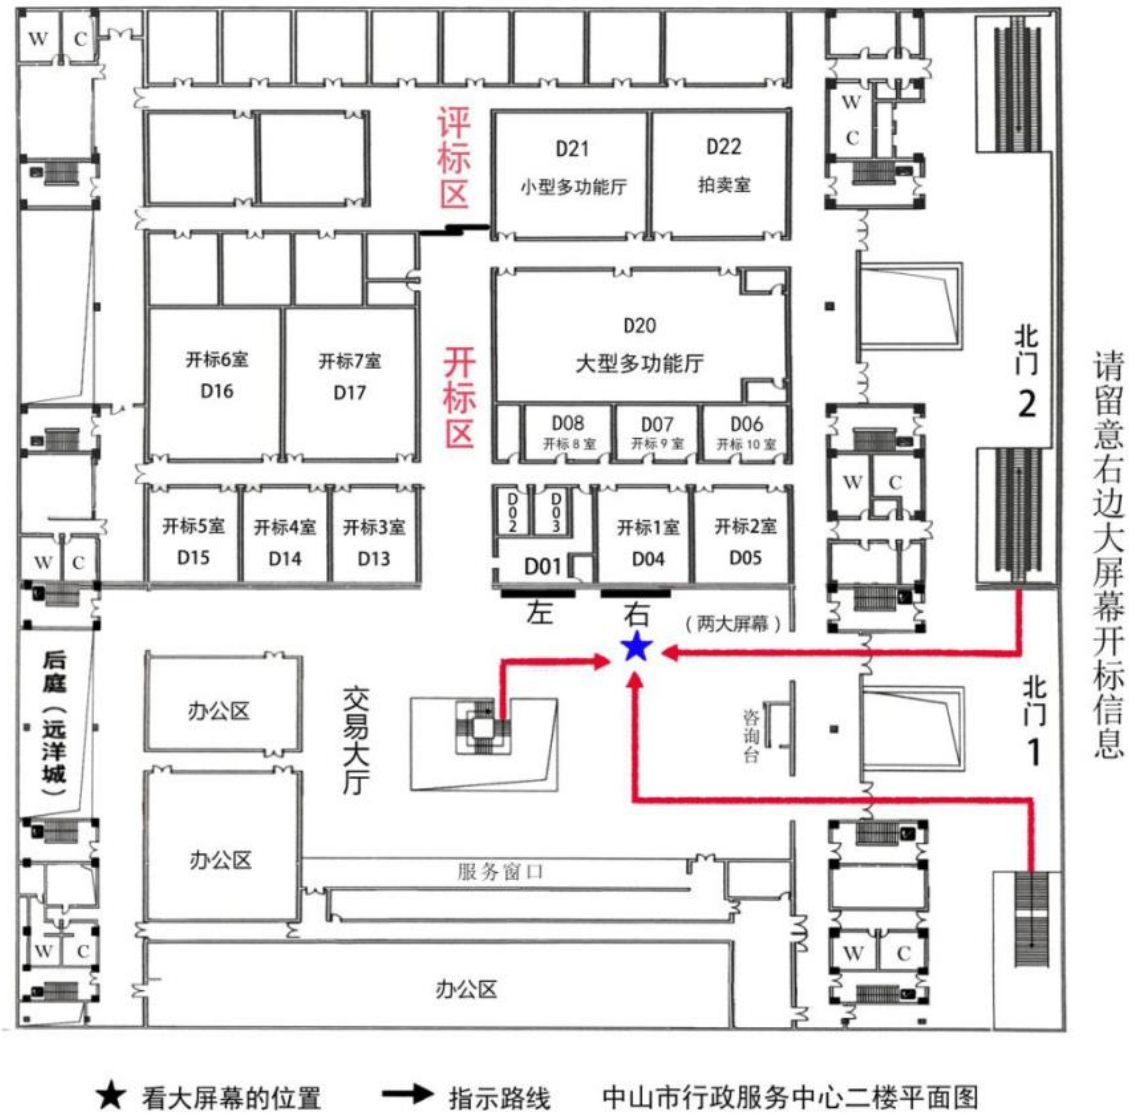 W C
W
C
评标区
D21
小型多功能厅
D22
拍卖室
D20
大型多功能厅
开标6室
D16
开标7室
D17
开标区
D08
开标8室
D07
开标9室
D06
开标10室
北门2
请留意右边大屏幕开标信息
W C
开标5室
D15
开标4室
D14
开标3室
D13
D02
D03
D01
开标1室
D04
开标2室
D05
W C
左
右
(两大屏幕)
后庭(远洋城)
办公区
交易大厅
咨询台
北门1
办公区
服务窗口
W C
W C
办公区
看大屏幕的位置
指示路线
中山市行政服务中心二楼平面图